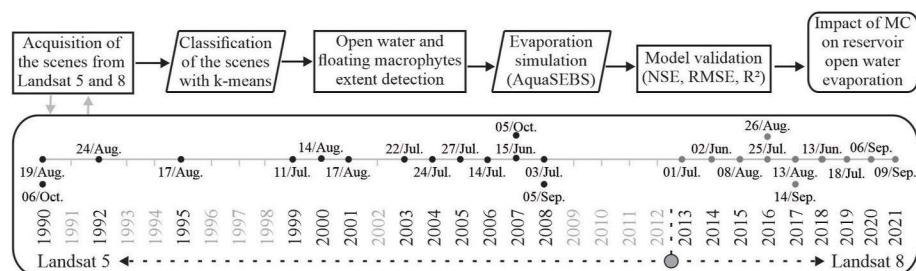 Acquisition of
the scenes from
Landsat 5 and 8
Classification
of the scenes
with k-means
Open water and
floating macrophytes
extent detection
Evaporation
simulation
(AquaSEBS)
Model validation
(NSE, RMSE, R²)
Impact of MC
on reservoir
open water
evaporation
05/Oct. 26/Aug.
24/Aug. 14/Aug. 22/Jul. 27/Jul. 15/Jun. 02/Jun. 25/Jul. 13/Jun. 06/Sep.
19/Aug. 17/Aug. 11/Jul. 17/Aug. 24/Jul. 14/Jul. 03/Jul. 01/Jul. 08/Aug. 13/Aug. 18/Jul. 09/Sep.
06/Oct. 05/Sep. 14/Sep.
1990 1991 1992 1993 1994 1995 1996 1997 1998 1999 2000 2001 2002 2003 2004 2005 2006 2007 2008 2009 2010 2011 2012 2013 2014 2015 2016 2017 2018 2019 2020 2021
Landsat 5 Landsat 8